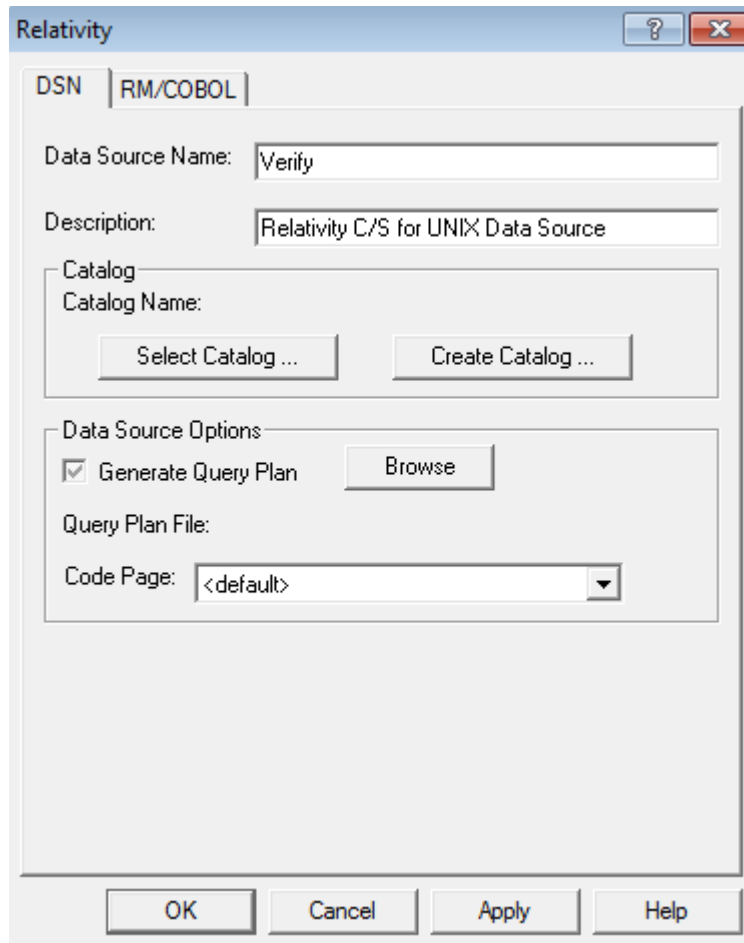 Relativity
DSN RM/COBOL
Data Source Name: Verify
Description: Relativity C/S for UNIX Data Source
Catalog
Catalog Name:
Select Catalog ... Create Catalog ...
Data Source Options
Generate Query Plan Browse
Query Plan File:
Code Page: <default>
OK Cancel Apply Help